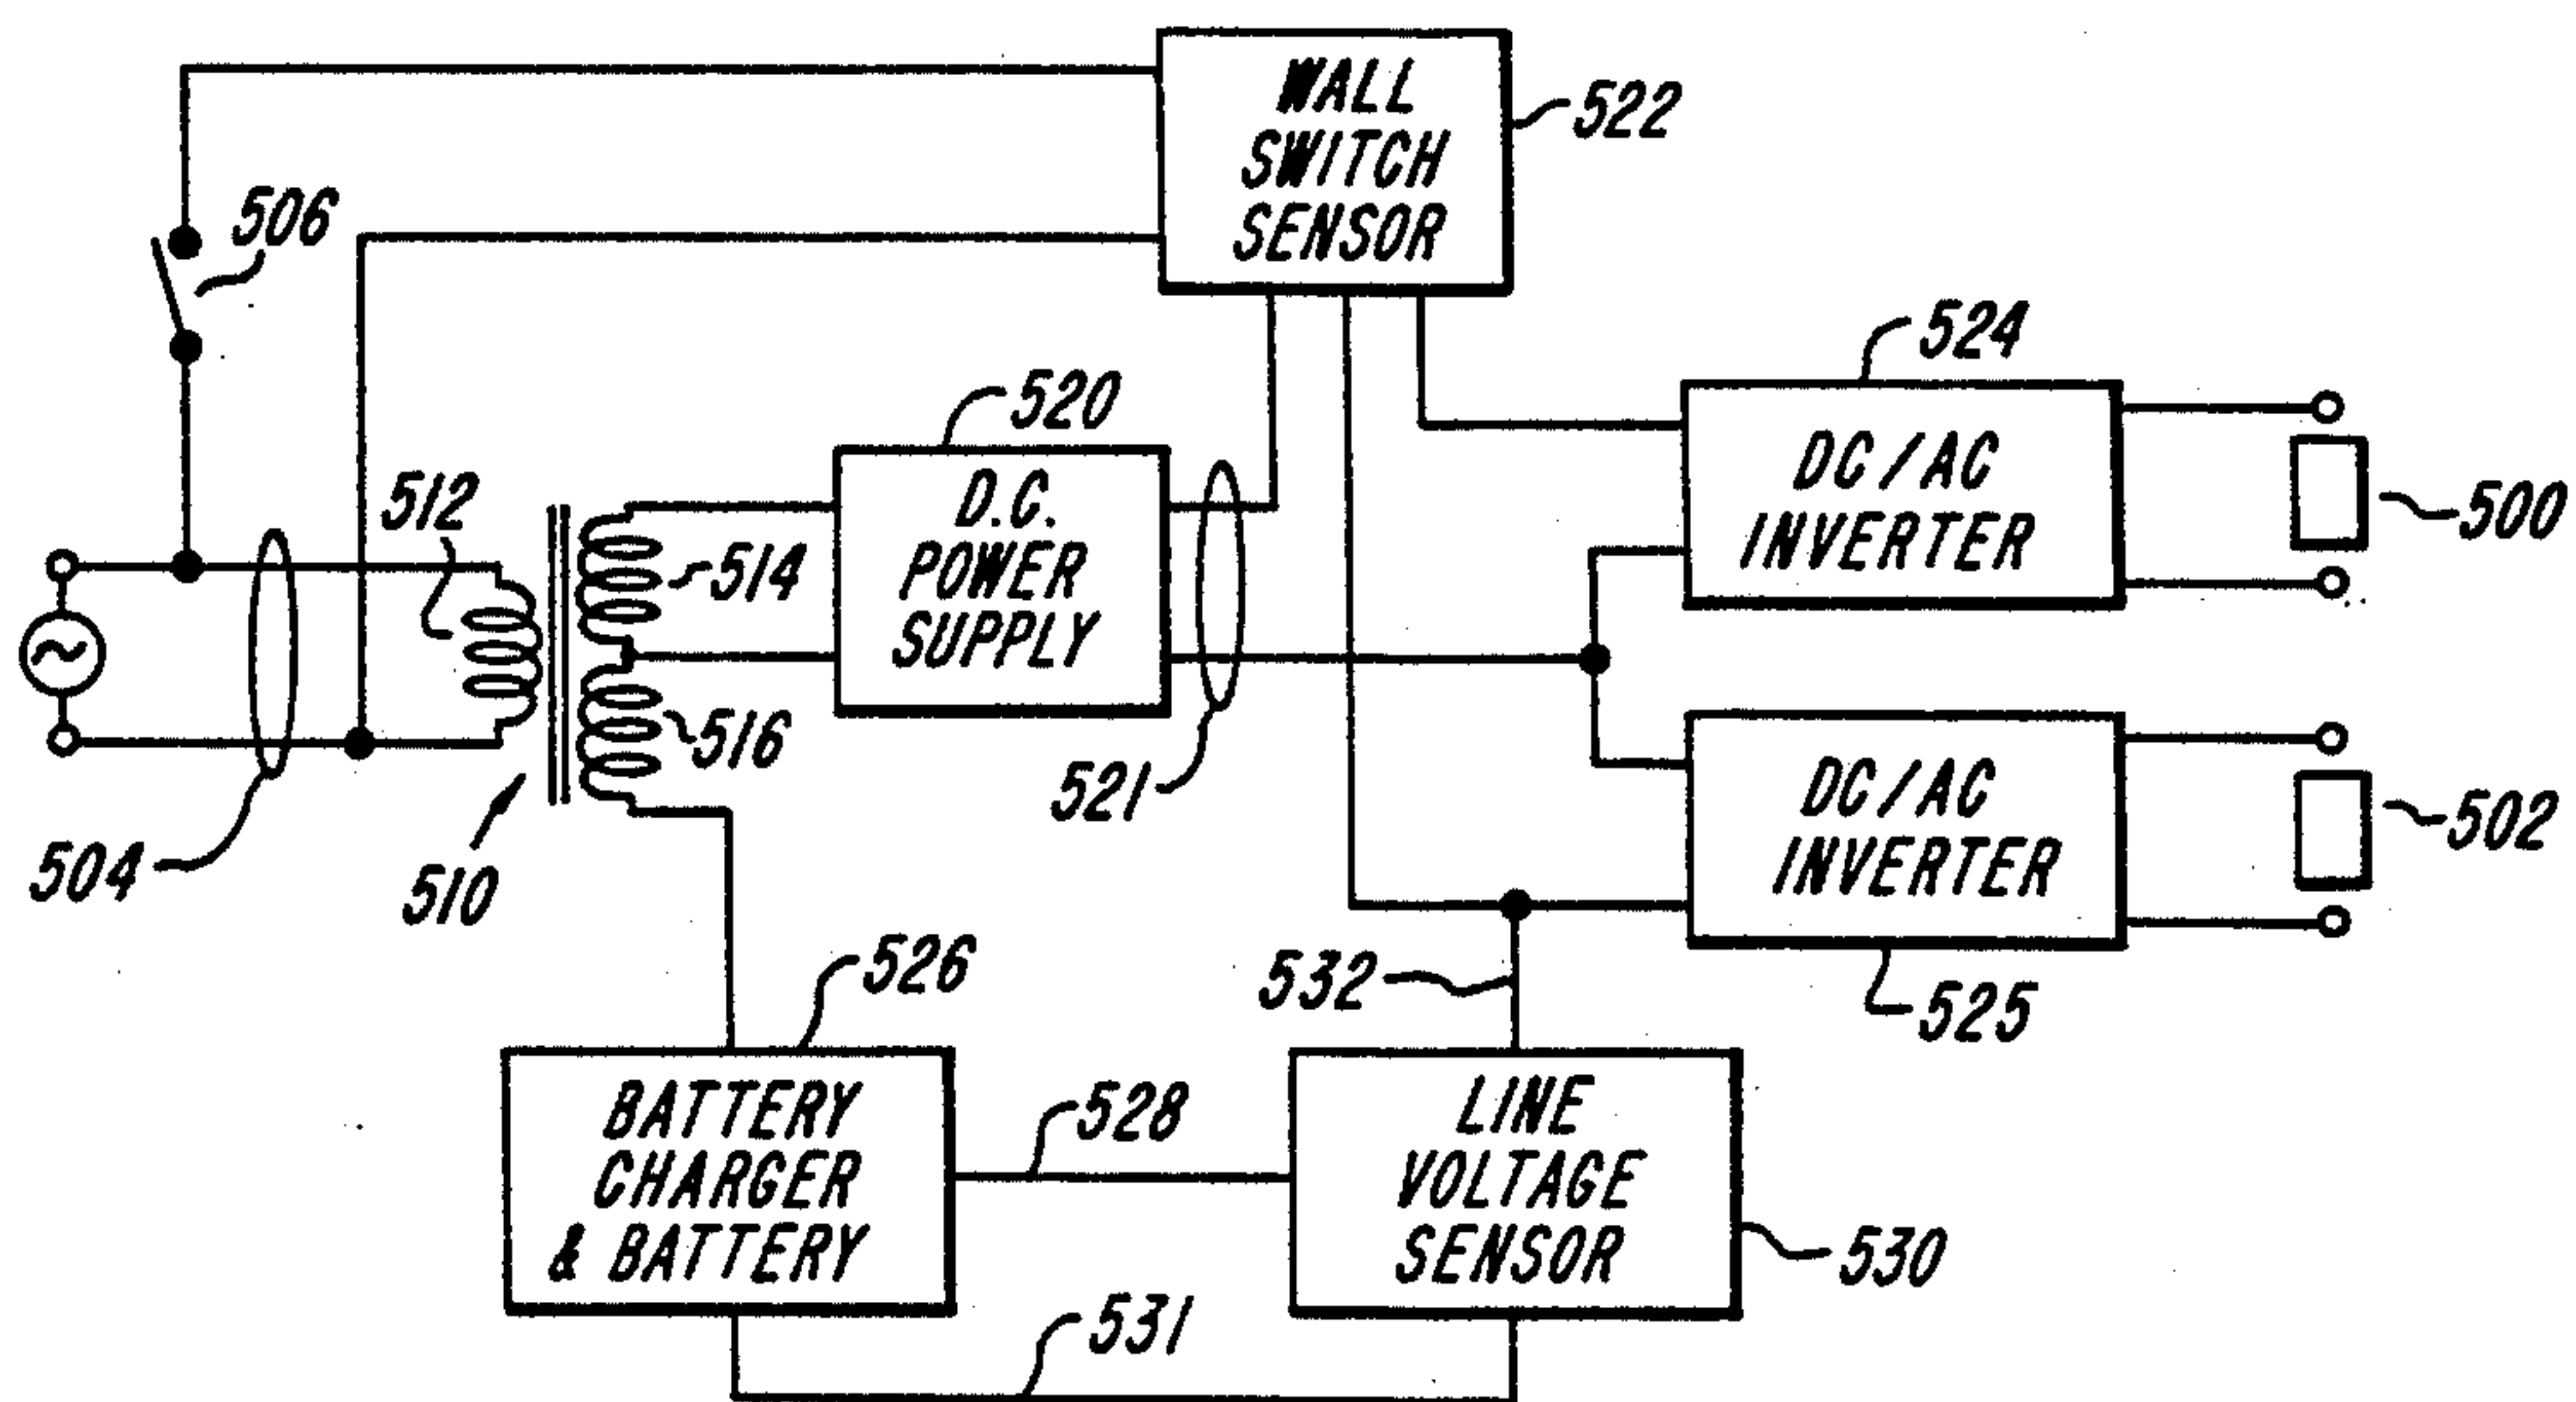 WALL
SWITCH
SENSOR
522
506
524
520
DC/AC
INVERTER
500
512
D.C.
POWER
SUPPLY
514
516
521
504
510
DC/AC
INVERTER
502
525
526
532
BATTERY
CHARGER
& BATTERY
528
LINE
VOLTAGE
SENSOR
530
531